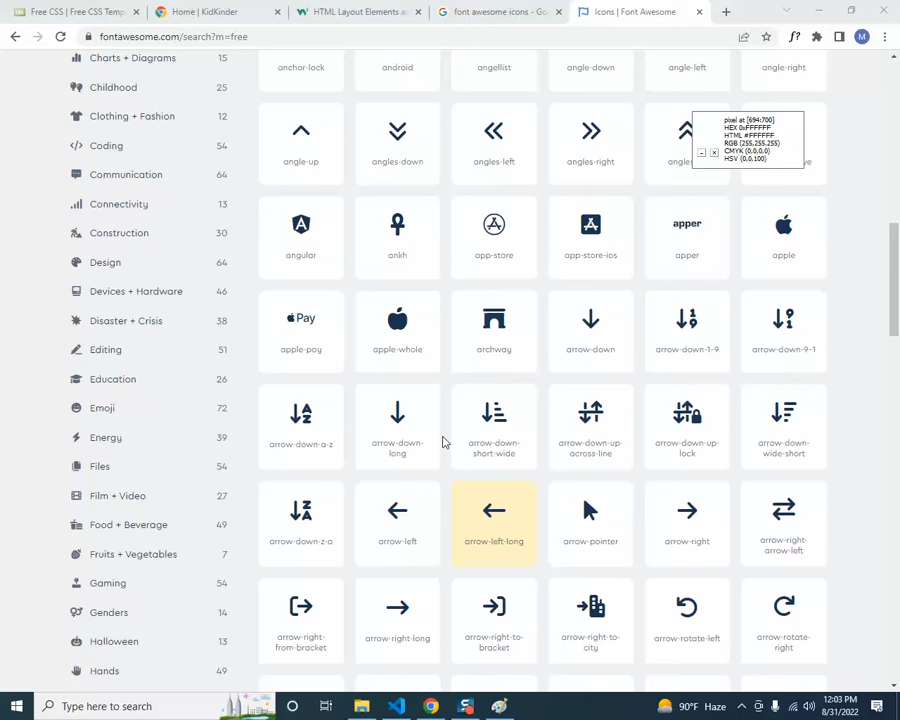 Free CSS | Free CSS Temp
Home | KidKinder
HTML Layout Elements a
font awesome icons - Go
Icons | Font Awesome
fontawesome.com/search?m=free
f?
M
Charts + Diagrams 15
Childhood 25
Clothing + Fashion 12
Coding 64
Communication 64
Connectivity 13
Construction 30
Design 64
Devices + Hardware 46
Disaster + Crisis 38
Editing 51
Education 26
Emoji 72
Energy 39
Files 54
Film + Video 27
Food + Beverage 49
Fruits + Vegetables 7
Gaming 54
Genders 14
Halloween 13
Hands 49
anchor-lock
android
angellist
angle-down
angle-left
angle-right
angle-up
angles-down
angles-left
angles-right
angles
pixel at [694:700]
HEX 0xFFFFFF
HTML #FFFFFF
RGB (255,255,255)
CMYK (0,0,0,0)
HSV (0,0,100)
angular
ankh
app-store
app-store-ios
apper
apper
apple
Pay
apple-pay
apple-whole
archway
arrow-down
1 9
arrow-down-1-9
9 1
arrow-down-9-1
A Z
arrow-down-a-z
arrow-down-
long
arrow-down-
short-wide
arrow-down-up-
across-line
arrow-down-up-
lock
arrow-down-
wide-short
Z A
arrow-down-z-a
arrow-left
arrow-left-long
arrow-pointer
arrow-right
arrow-right-
arrow-left
arrow-right-
from-bracket
arrow-right-long
arrow-right-to-
bracket
arrow-right-to-
city
arrow-rotate-left
arrow-rotate-
right
Type here to search
90°F Haze
12:03 PM
8/31/2022